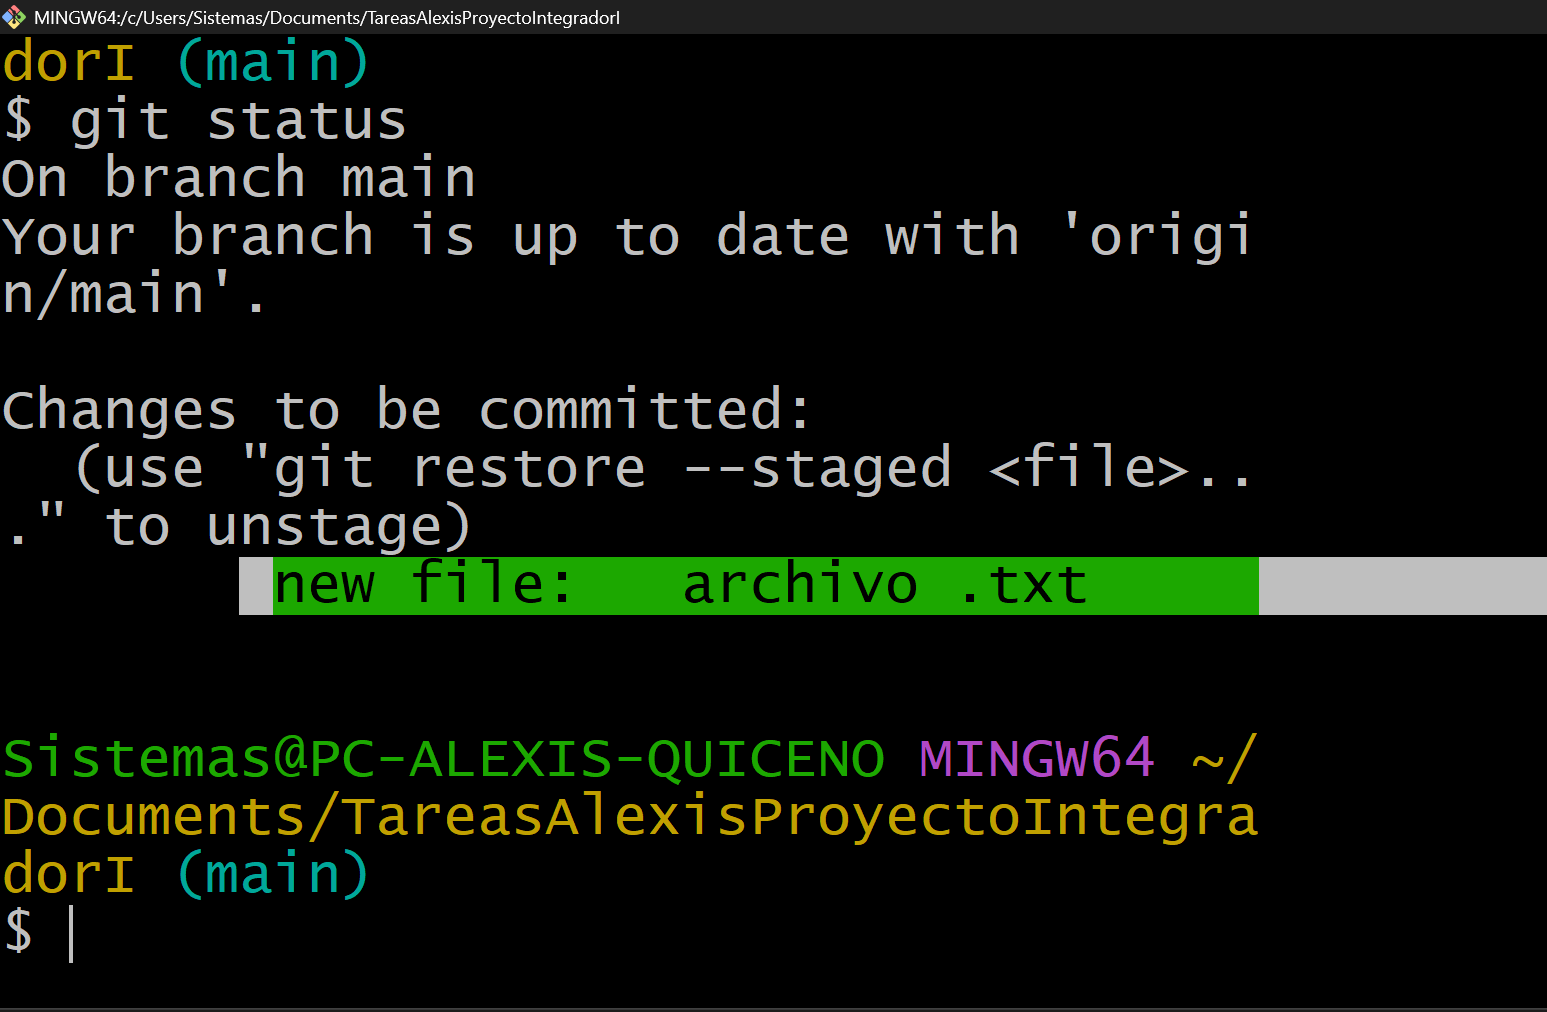 MINGW64:/c/Users/Sistemas/Documents/TareasAlexisProyectoIntegradorI
dorI (main)
$ git status
On branch main
Your branch is up to date with 'origi
n/main'.
Changes to be committed:
  (use "git restore --staged <file>..
." to unstage)
        new file:   archivo .txt
Sistemas@PC-ALEXIS-QUICENO MINGW64 ~/
Documents/TareasAlexisProyectoIntegra
dorI (main)
$